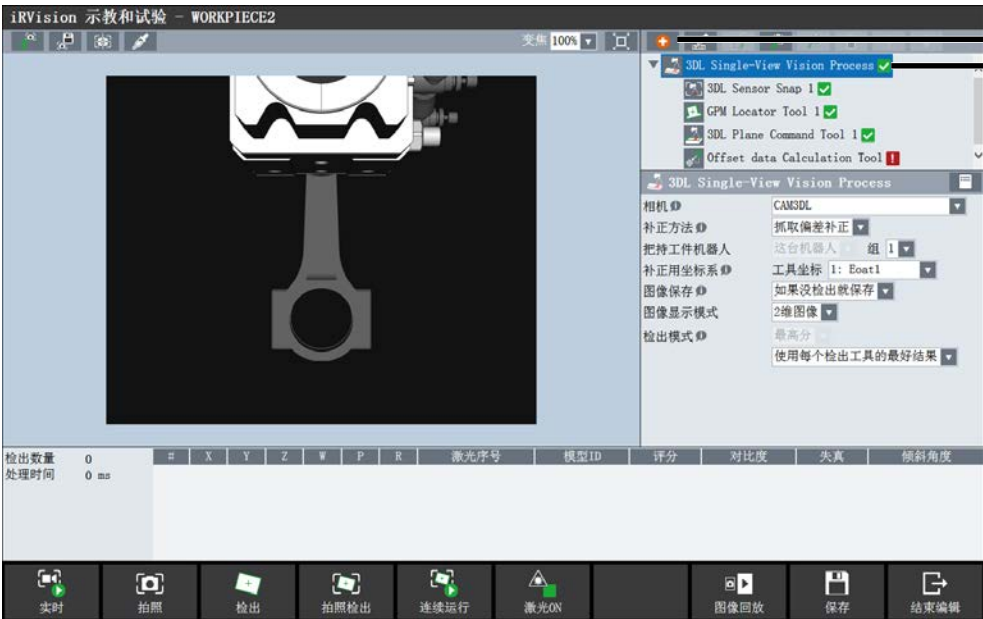 iRVision 示教和试验 - WORKPIECE2
变焦 100%
3DL Single-View Vision Process
3DL Sensor Snap 1
GPM Locator Tool 1
3DL Plane Command Tool 1
Offset data Calculation Tool
3DL Single-View Vision Process
相机 CAM3DL
补正方法 抓取偏差补正
把持工件机器人 这台机器人 组 1
补正用坐标系 工具坐标 1: Eoat1
图像保存 如果没检出就保存
图像显示模式 2维图像
检出模式 最高分
使用每个检出工具的最好结果
检出数量 0
处理时间 0 ms
# X Y Z W P R 激光序号 模型ID 评分 对比度 失真 倾斜角度
实时 拍照 检出 拍照检出 连续运行 激光ON 图像回放 保存 结束编辑